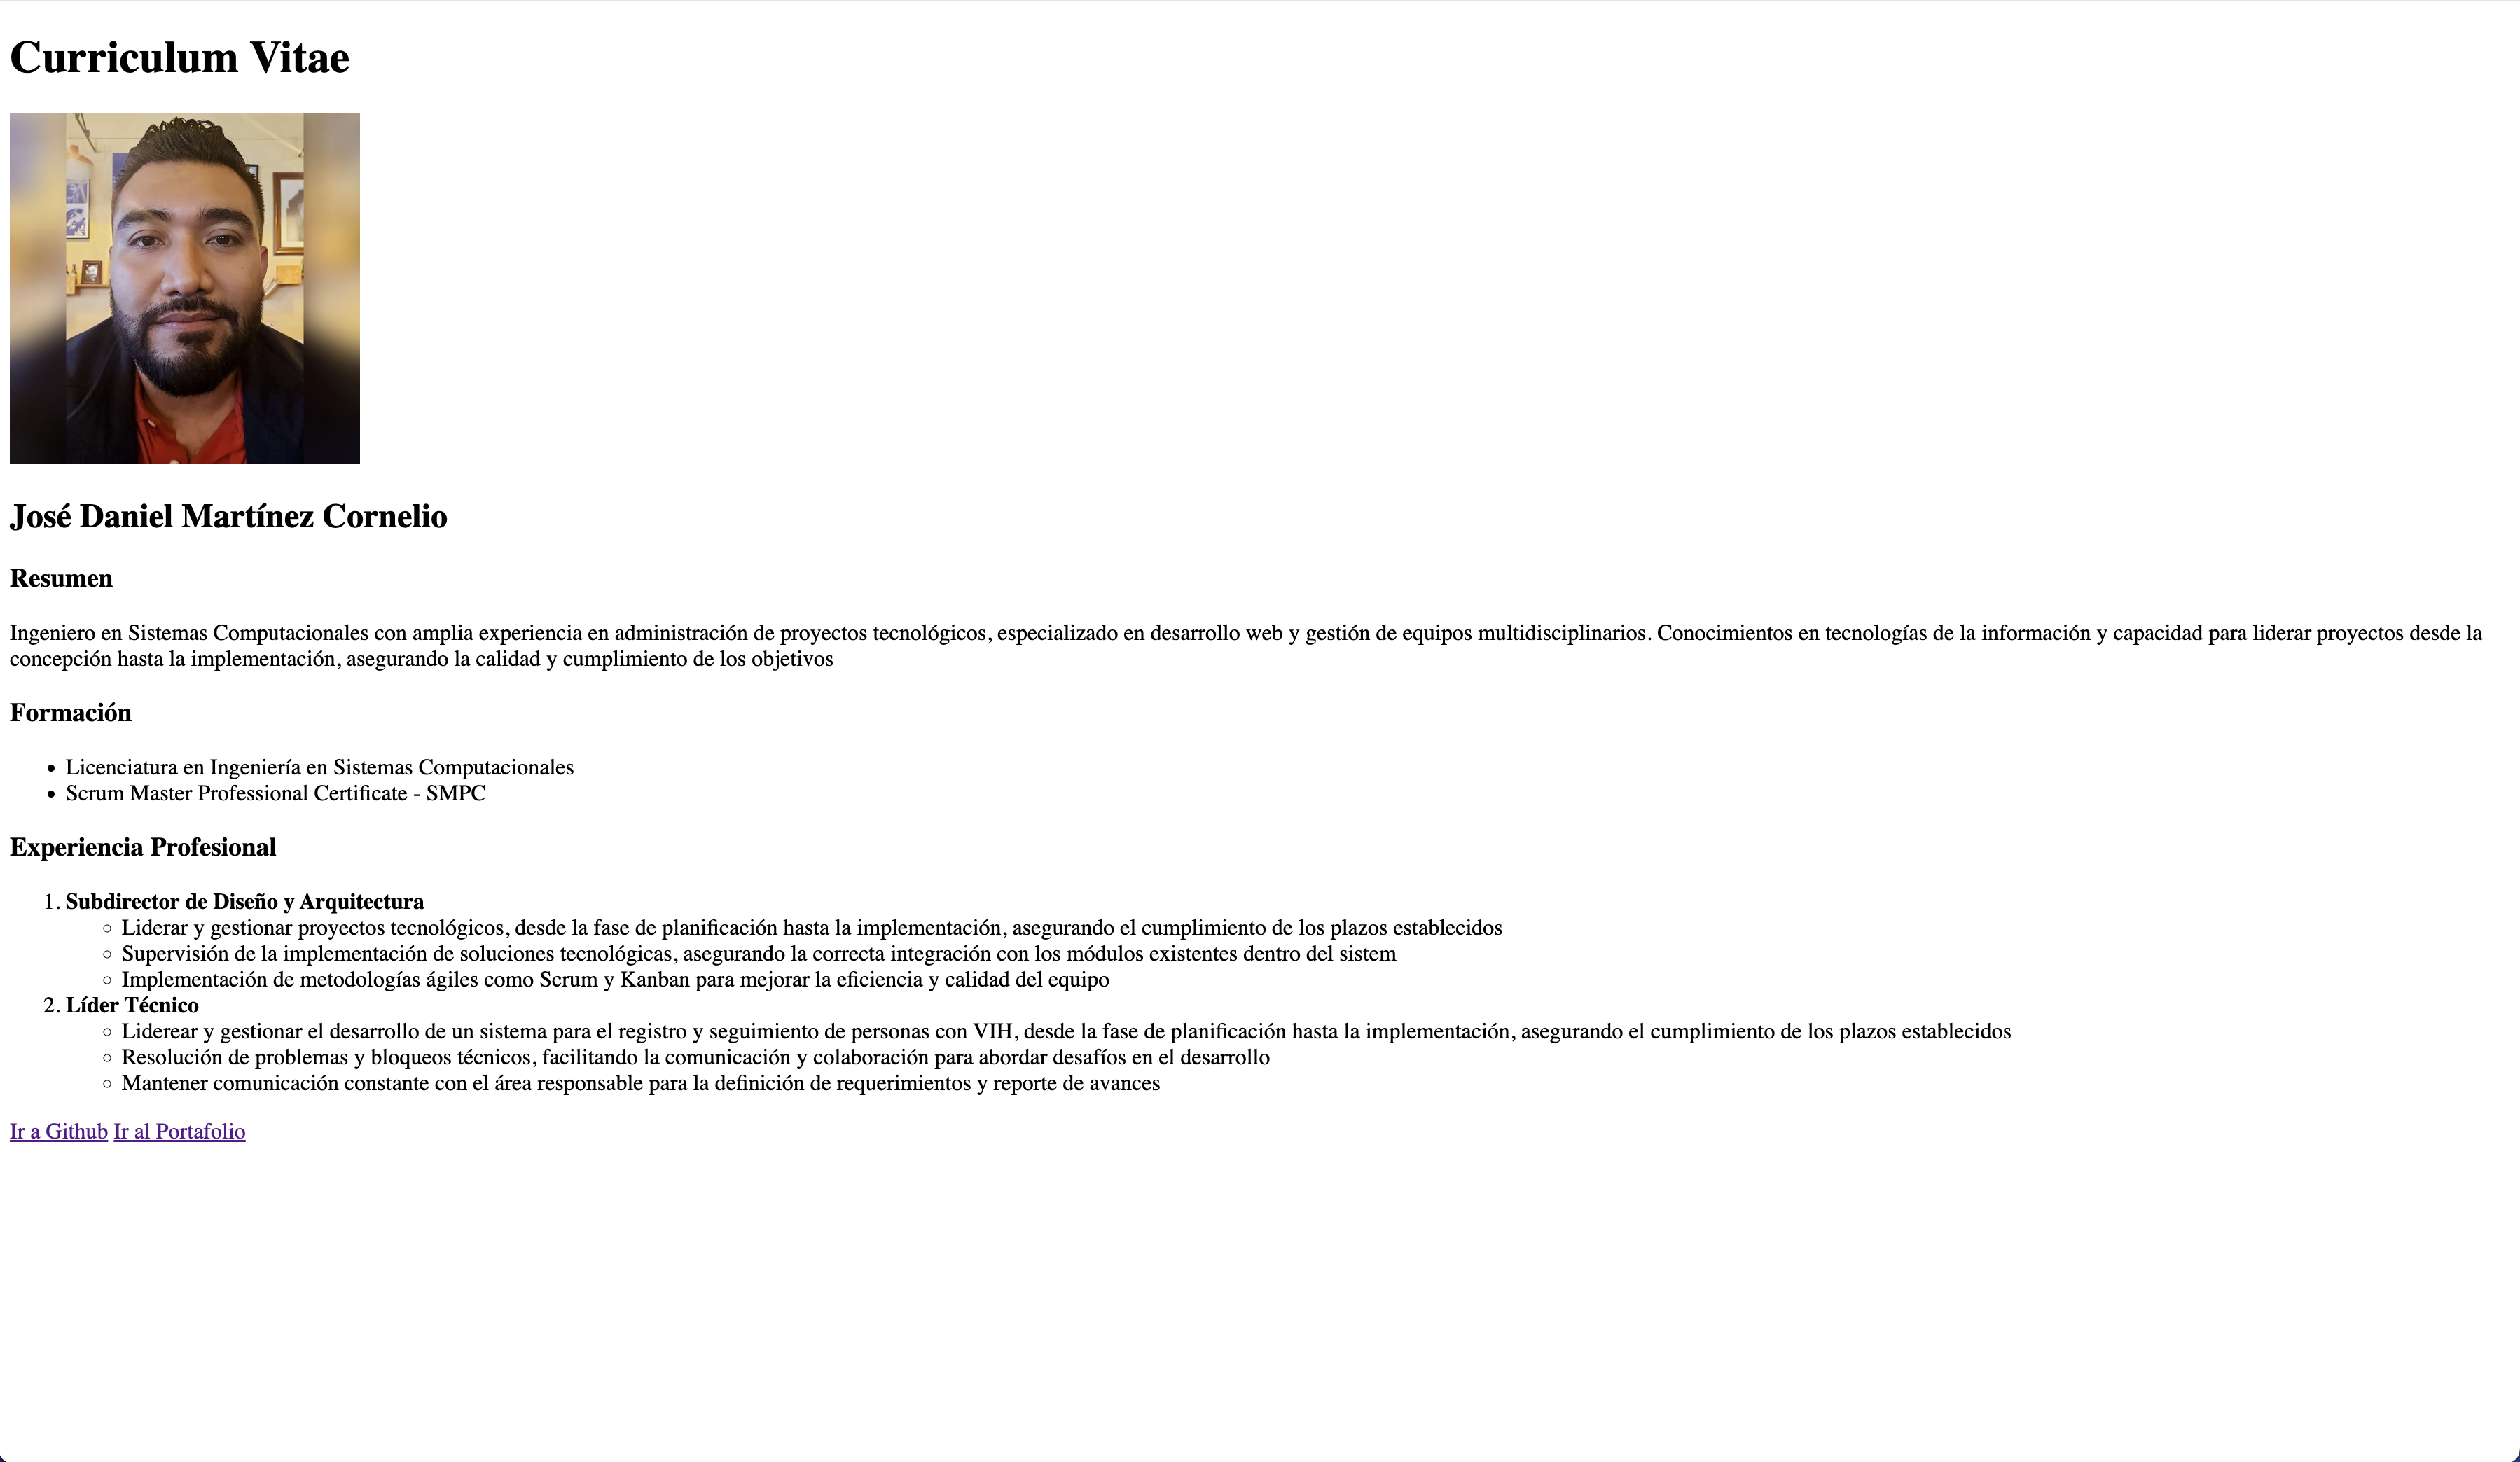 Curriculum Vitae
José Daniel Martínez Cornelio
Resumen
Ingeniero en Sistemas Computacionales con amplia experiencia en administración de proyectos tecnológicos, especializado en desarrollo web y gestión de equipos multidisciplinarios. Conocimientos en tecnologías de la información y capacidad para liderar proyectos desde la
concepción hasta la implementación, asegurando la calidad y cumplimiento de los objetivos
Formación
• Licenciatura en Ingeniería en Sistemas Computacionales
• Scrum Master Professional Certificate - SMPC
Experiencia Profesional
1. Subdirector de Diseño y Arquitectura
◦ Liderar y gestionar proyectos tecnológicos, desde la fase de planificación hasta la implementación, asegurando el cumplimiento de los plazos establecidos
◦ Supervisión de la implementación de soluciones tecnológicas, asegurando la correcta integración con los módulos existentes dentro del sistem
◦ Implementación de metodologías ágiles como Scrum y Kanban para mejorar la eficiencia y calidad del equipo
2. Líder Técnico
◦ Liderear y gestionar el desarrollo de un sistema para el registro y seguimiento de personas con VIH, desde la fase de planificación hasta la implementación, asegurando el cumplimiento de los plazos establecidos
◦ Resolución de problemas y bloqueos técnicos, facilitando la comunicación y colaboración para abordar desafíos en el desarrollo
◦ Mantener comunicación constante con el área responsable para la definición de requerimientos y reporte de avances
Ir a Github Ir al Portafolio